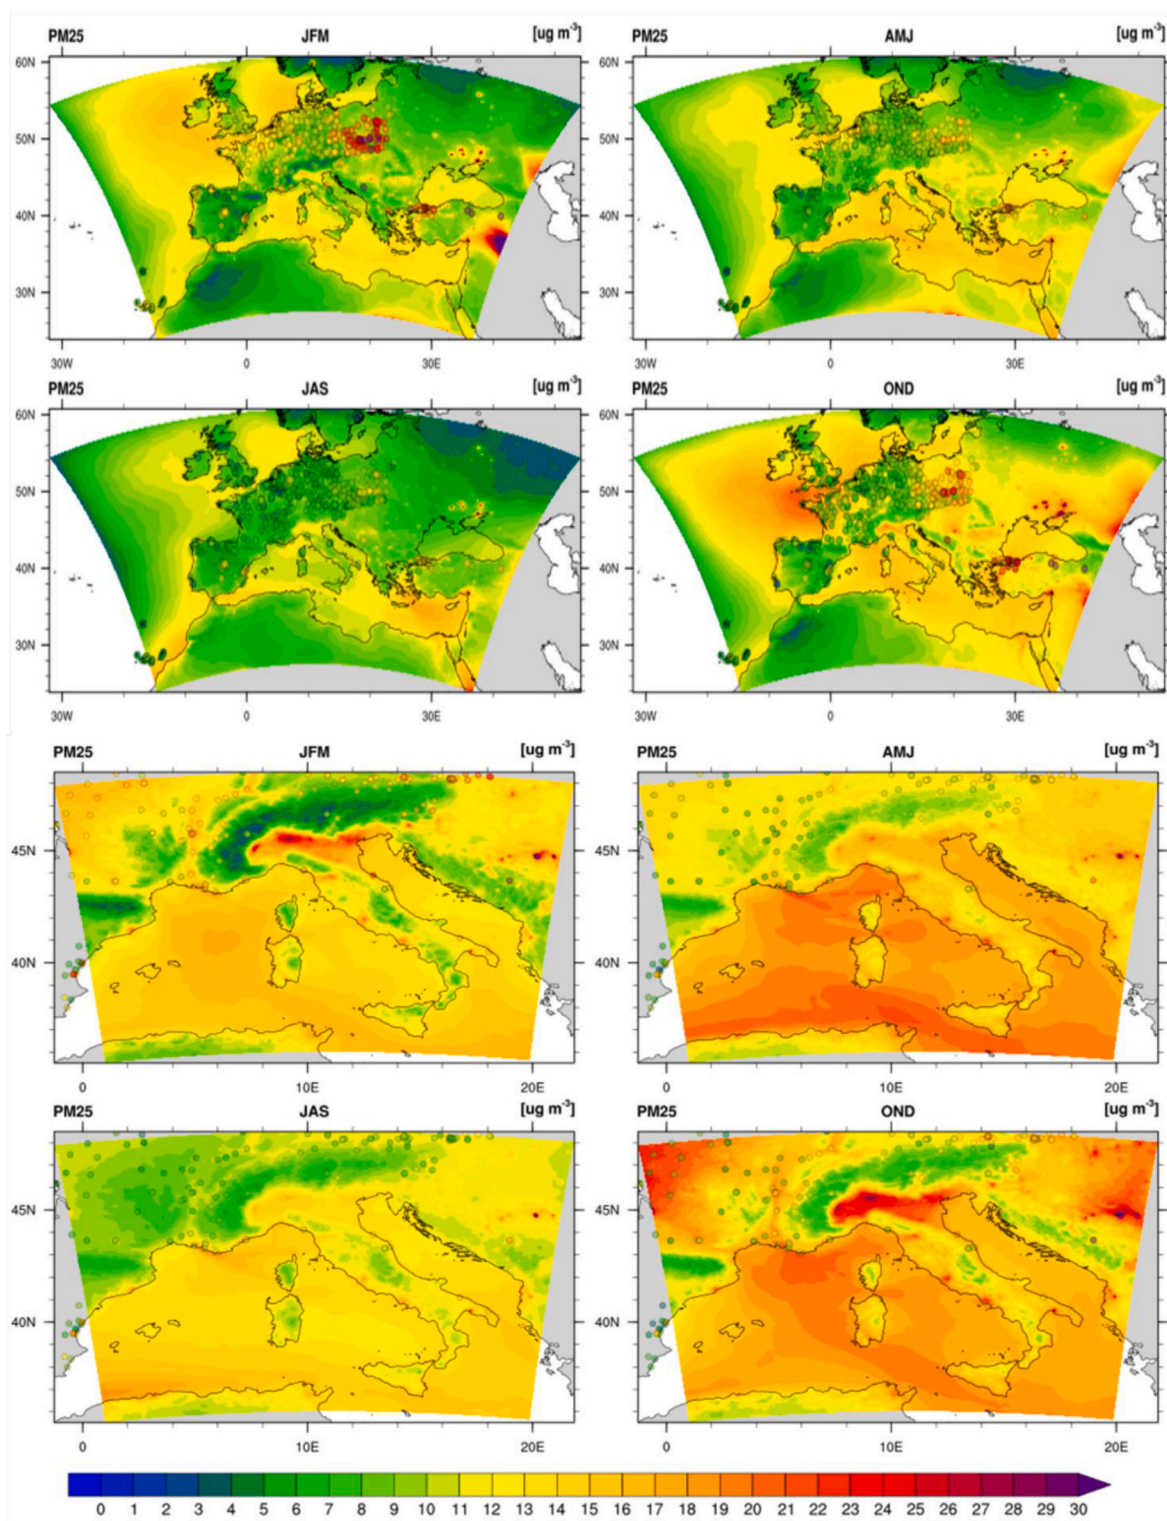 PM25 JFM [ug m-3] PM25 AMJ [ug m-3]
60N 60N
50N 50N
40N 40N
30N 30N
30W 0 30E 30W 0 30E
PM25 JAS [ug m-3] PM25 OND [ug m-3]
60N 60N
50N 50N
40N 40N
30N 30N
30W 0 30E 30W 0 30E
PM25 JFM [ug m-3] PM25 AMJ [ug m-3]
45N 45N
40N 40N
0 10E 20E 0 10E 20E
PM25 JAS [ug m-3] PM25 OND [ug m-3]
45N 45N
40N 40N
0 10E 20E 0 10E 20E
0 1 2 3 4 5 6 7 8 9 10 11 12 13 14 15 16 17 18 19 20 21 22 23 24 25 26 27 28 29 30